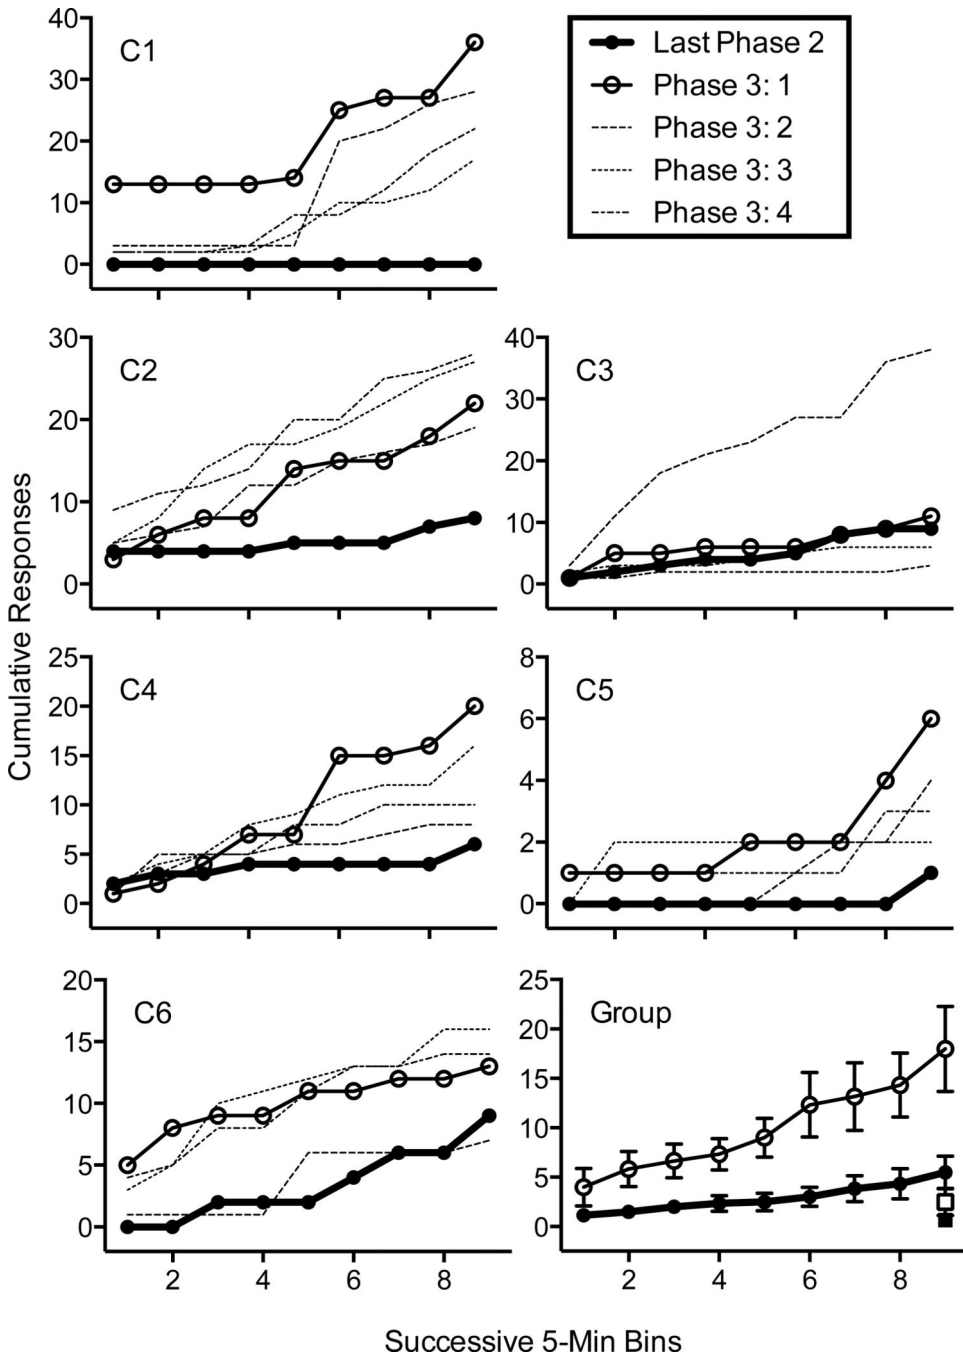 C1
40
30
20
10
0
Last Phase 2
Phase 3: 1
Phase 3: 2
Phase 3: 3
Phase 3: 4
C2
30
20
10
0
C3
40
30
20
10
0
Cumulative Responses
C4
25
20
15
10
5
0
C5
8
6
4
2
0
C6
20
15
10
5
0
2 4 6 8
Group
25
20
15
10
5
0
2 4 6 8
Successive 5-Min Bins